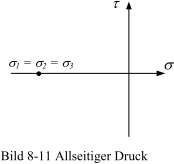 τ
σ₁ = σ₂ = σ₃
σ
Bild 8-11 Allseitiger Druck